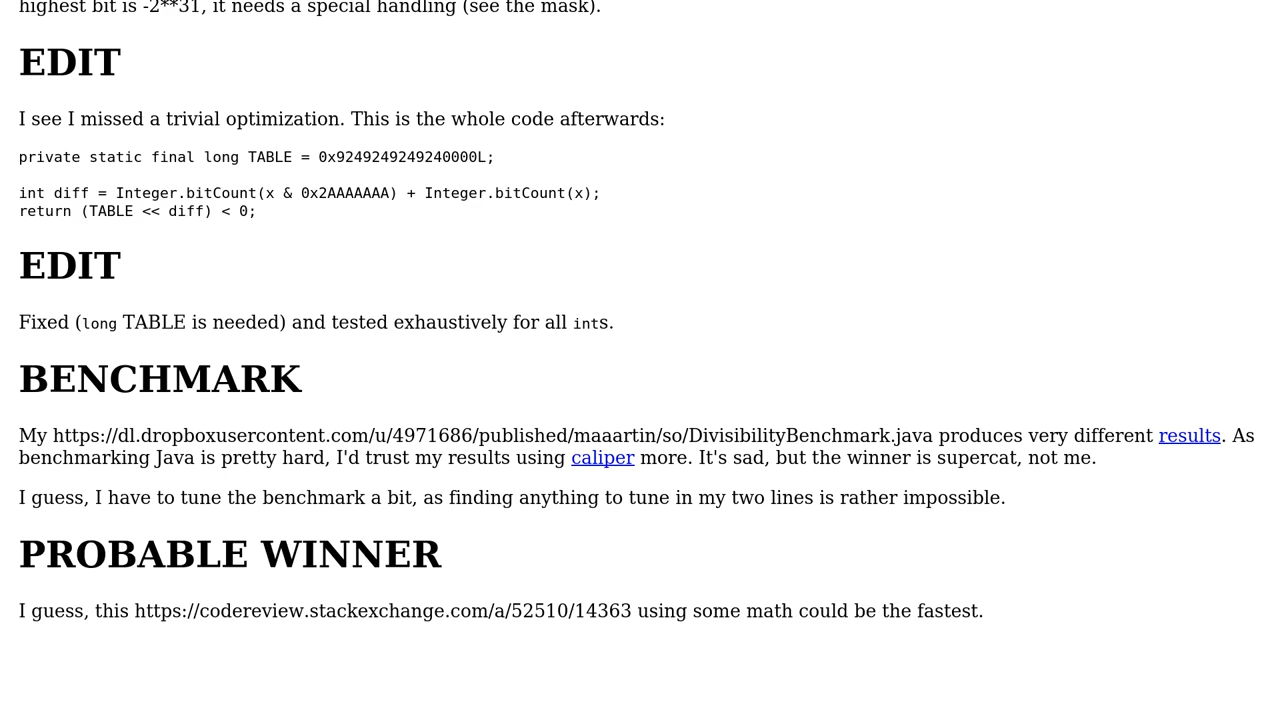 highest bit is -2**31, it needs a special handling (see the mask).
EDIT
I see I missed a trivial optimization. This is the whole code afterwards:
private static final long TABLE = 0x9249249249240000L;
int diff = Integer.bitCount(x & 0x2AAAAAAA) + Integer.bitCount(x);
return (TABLE << diff) < 0;
EDIT
Fixed (long TABLE is needed) and tested exhaustively for all ints.
BENCHMARK
My https://dl.dropboxusercontent.com/u/4971686/published/maaartin/so/DivisibilityBenchmark.java produces very different results. As
benchmarking Java is pretty hard, I'd trust my results using caliper more. It's sad, but the winner is supercat, not me.
I guess, I have to tune the benchmark a bit, as finding anything to tune in my two lines is rather impossible.
PROBABLE WINNER
I guess, this https://codereview.stackexchange.com/a/52510/14363 using some math could be the fastest.